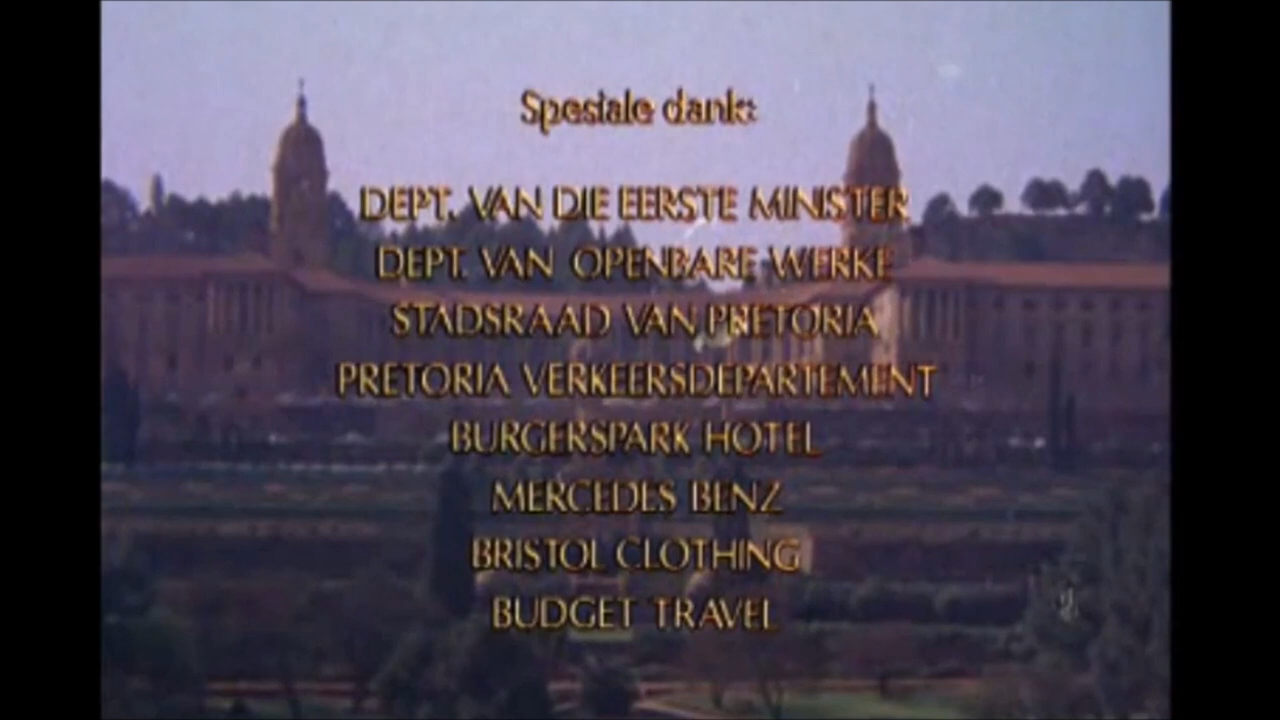 Spesiale dank:
DEPT. VAN DIE EERSTE MINISTER
DEPT. VAN OPENBARE WERKE
STADSRAAD VAN PRETORIA
PRETORIA VERKEERSDEPARTEMENT
BURGERSPARK HOTEL
MERCEDES BENZ
BRISTOL CLOTHING
BUDGET TRAVEL